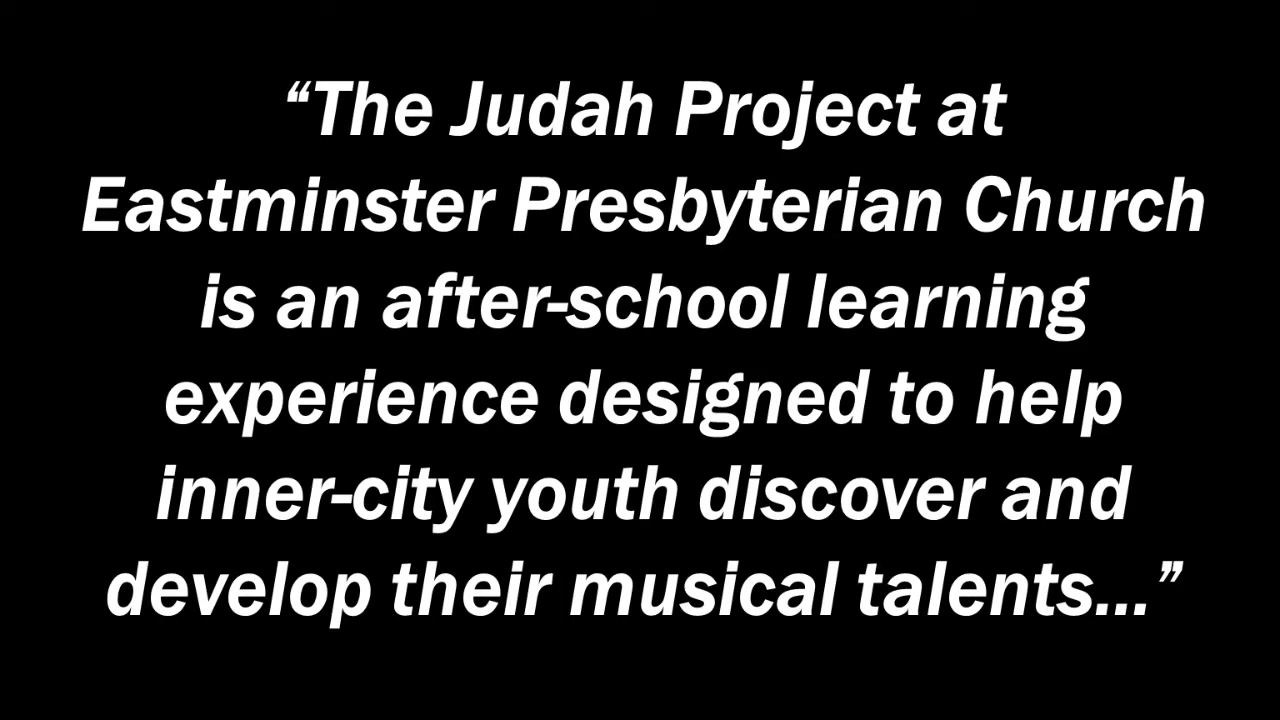 “The Judah Project at
Eastminster Presbyterian Church
is an after-school learning
experience designed to help
inner-city youth discover and
develop their musical talents...”